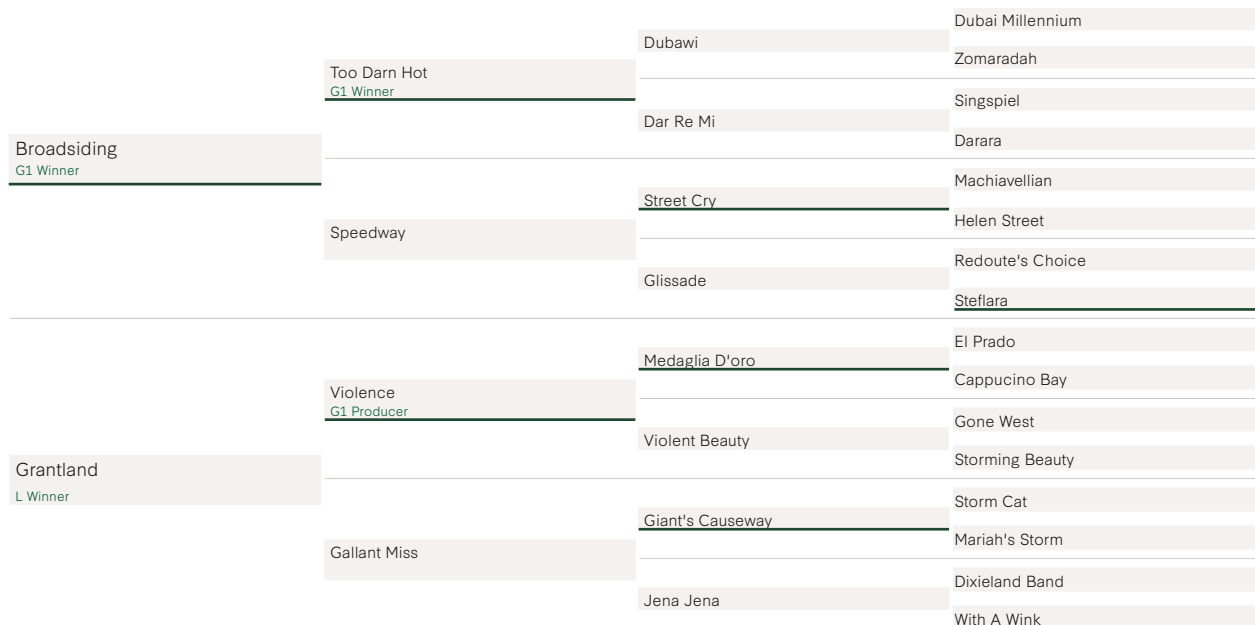 Broadsiding
G1 Winner
Grantland
L Winner
Too Darn Hot
G1 Winner
Speedway
Violence
G1 Producer
Gallant Miss
Dubawi
Dar Re Mi
Street Cry
Glissade
Medaglia D'oro
Violent Beauty
Giant's Causeway
Jena Jena
Dubai Millennium
Zomaradah
Singspiel
Darara
Machiavellian
Helen Street
Redoute's Choice
Steflara
El Prado
Cappucino Bay
Gone West
Storming Beauty
Storm Cat
Mariah's Storm
Dixieland Band
With A Wink